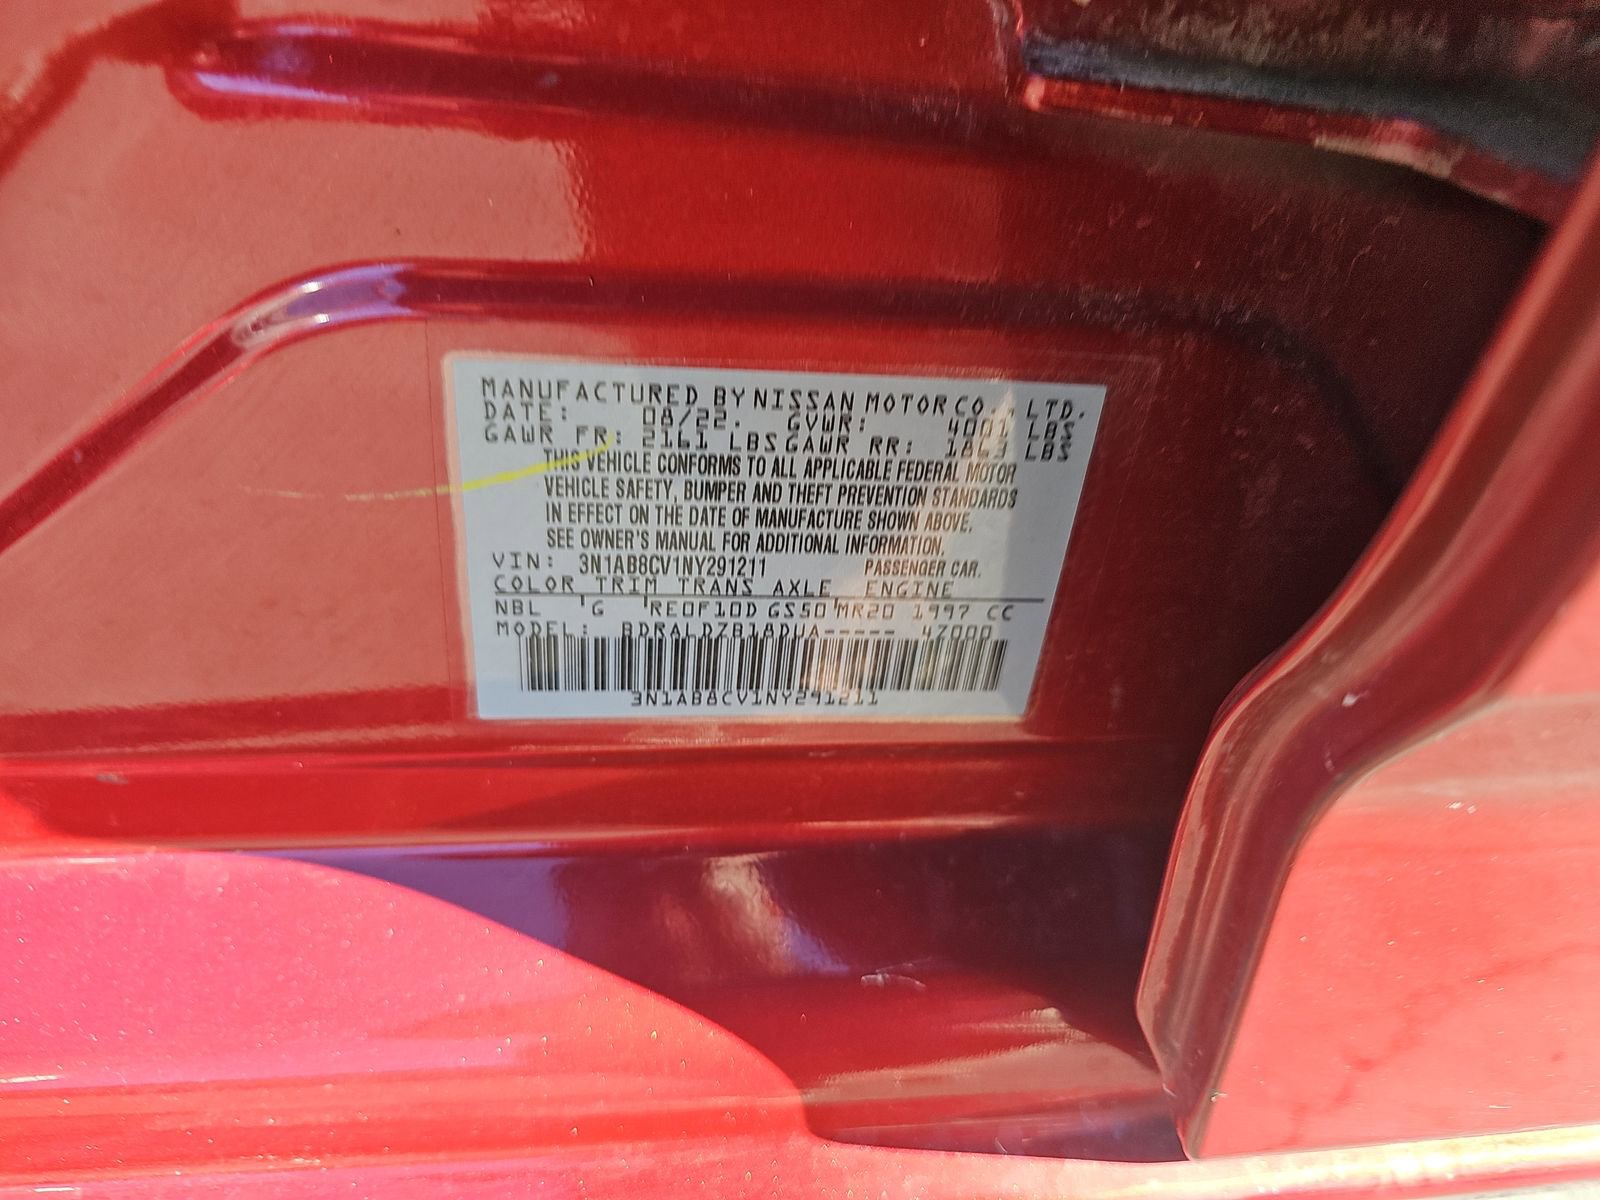 MANUFACTURED BY NISSAN MOTOR CO., LTD.
DATE: 08/22. GVWR: 4001 LBS
GAWR FR: 2161 LBS GAWR RR: 1863 LBS
THIS VEHICLE CONFORMS TO ALL APPLICABLE FEDERAL MOTOR
VEHICLE SAFETY, BUMPER AND THEFT PREVENTION STANDARDS
IN EFFECT ON THE DATE OF MANUFACTURE SHOWN ABOVE.
SEE OWNER'S MANUAL FOR ADDITIONAL INFORMATION.
VIN: 3N1AB8CV1NY291211 PASSENGER CAR.
COLOR TRIM TRANS AXLE ENGINE
NBL G RE0F10D GS50 MR20 1997 CC
MODEL: BDRALDZB18DUA----- 47000
3N1AB8CV1NY291211